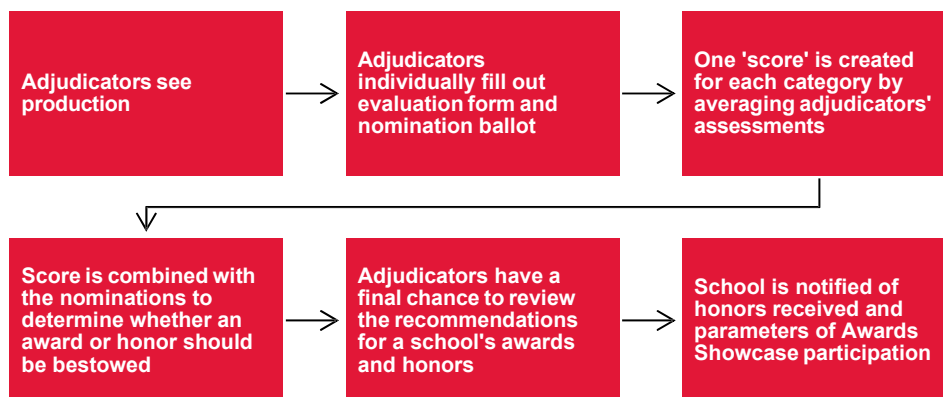 Adjudicators see
production
Adjudicators
individually fill out
evaluation form and
nomination ballot
One 'score' is created
for each category by
averaging adjudicators'
assessments
Score is combined with
the nominations to
determine whether an
award or honor should
be bestowed
Adjudicators have a
final chance to review
the recommendations
for a school's awards
and honors
School is notified of
honors received and
parameters of Awards
Showcase participation